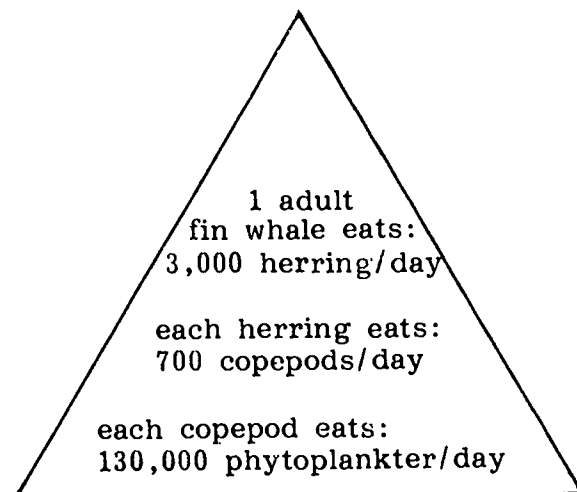 1 adult
fin whale eats:
3,000 herring/day
each herring eats:
700 copepods/day
each copepod eats:
130,000 phytoplankter/day